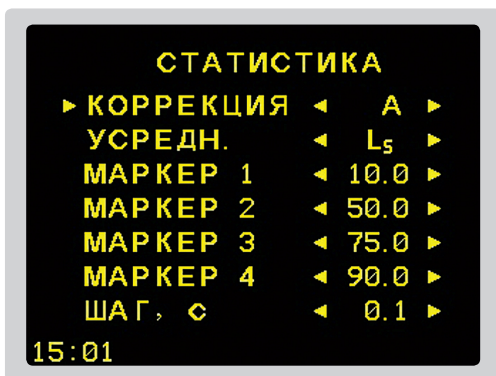 СТАТИСТИКА
▶ КОРРЕКЦИЯ ◀ A ▶
УСРЕДН. ◀ Ls ▶
МАРКЕР 1 ◀ 10.0 ▶
МАРКЕР 2 ◀ 50.0 ▶
МАРКЕР 3 ◀ 75.0 ▶
МАРКЕР 4 ◀ 90.0 ▶
ШАГ, с ◀ 0.1 ▶
15:01